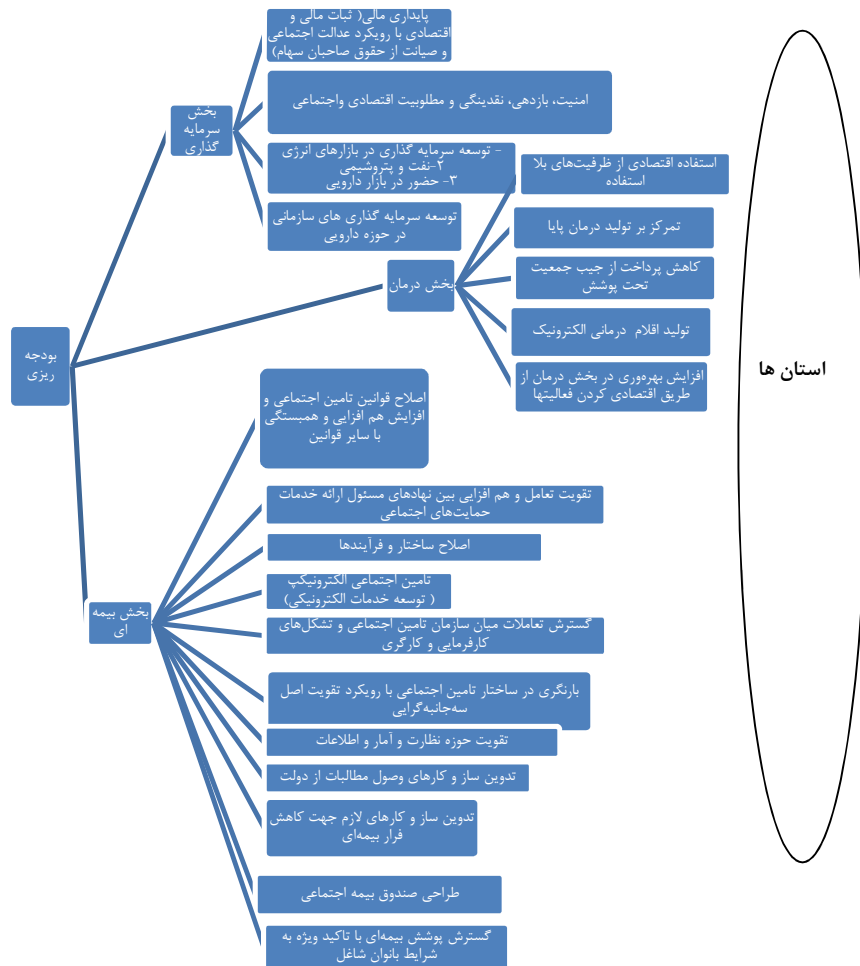 پایداری مالی( ثبات مالی و
اقتصادی با رویکرد عدالت اجتماعی
و صیانت از حقوق صاحبان سهام)
امنیت، بازدهی، نقدینگی و مطلوبیت اقتصادی واجتماعی
بخش
سرمایه
گذاری
- توسعه سرمایه گذاری در بازارهای انرژی
۲-نفت و پتروشیمی
۳- حضور در بازار دارویی
توسعه سرمایه گذاری های سازمانی
در حوزه دارویی
استفاده اقتصادی از ظرفیت‌های بلا
استفاده
تمرکز بر تولید درمان پایا
بخش درمان
کاهش پرداخت از جیب جمعیت
تحت پوشش
تولید اقلام درمانی الکترونیک
افزایش بهره‌وری در بخش درمان از
طریق اقتصادی کردن فعالیتها
استان ها
بودجه
ریزی
اصلاح قوانین تامین اجتماعی و
افزایش هم افزایی و همبستگی
با سایر قوانین
تقویت تعامل و هم افزایی بین نهادهای مسئول ارائه خدمات
حمایت‌های اجتماعی
اصلاح ساختار و فرآیندها
تامین اجتماعی الکترونیکپ
( توسعه خدمات الکترونیکی)
بخش بیمه
ای
گسترش تعاملات میان سازمان تامین اجتماعی و تشکل‌های
کارفرمایی و کارگری
بارنگری در ساختار تامین اجتماعی با رویکرد تقویت اصل
سه‌جانبه‌گرایی
تقویت حوزه نظارت و آمار و اطلاعات
تدوین ساز و کارهای وصول مطالبات از دولت
تدوین ساز و کارهای لازم جهت کاهش
فرار بیمه‌ای
طراحی صندوق بیمه اجتماعی
گسترش پوشش بیمه‌ای با تاکید ویژه به
شرایط بانوان شاغل